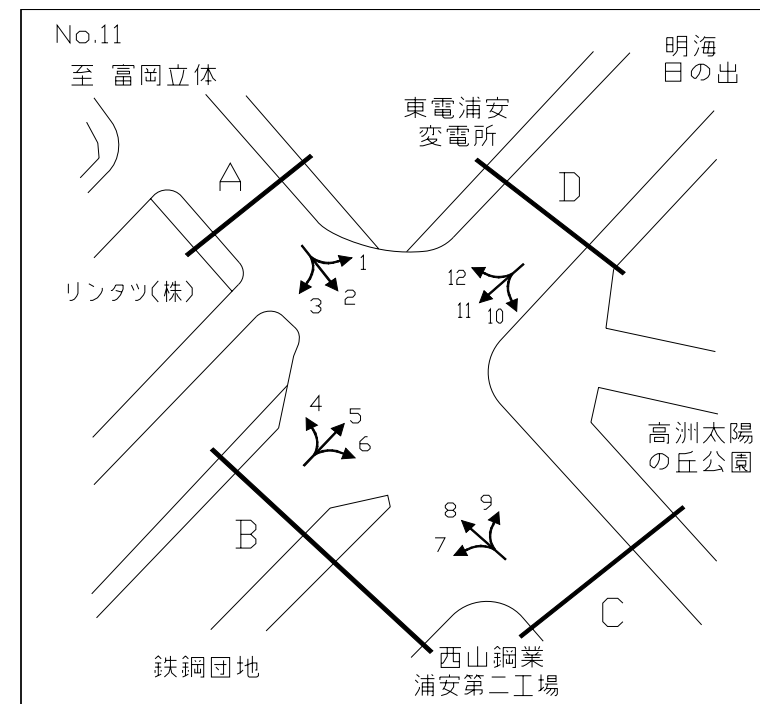 No.11
至 富岡立体
明海
日の出
東電浦安
変電所
A
D
リンタツ(株)
1
2
3
12
11
10
4
5
6
高洲太陽
の丘公園
B
8
9
7
C
鉄鋼団地
西山鋼業
浦安第二工場